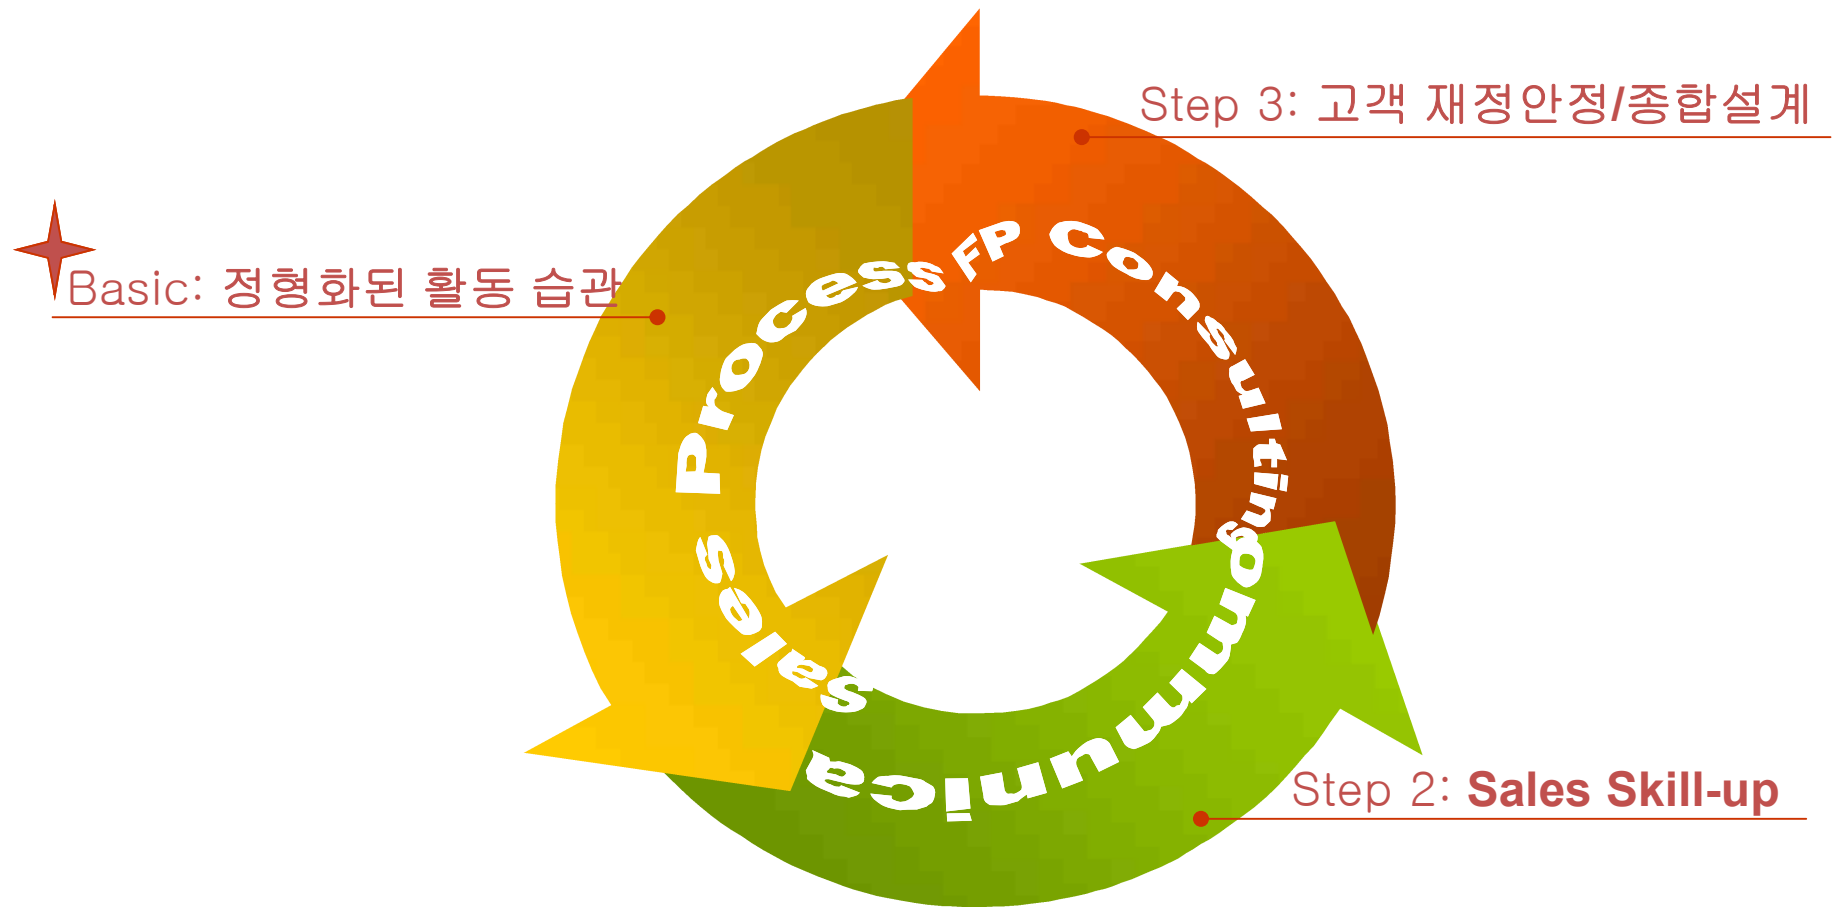 Step 3: 고객 재정안정/종합설계
Basic: 정형화된 활동 습관
Sales Process
FP Consulting
ommunica
Step 2: Sales Skill-up